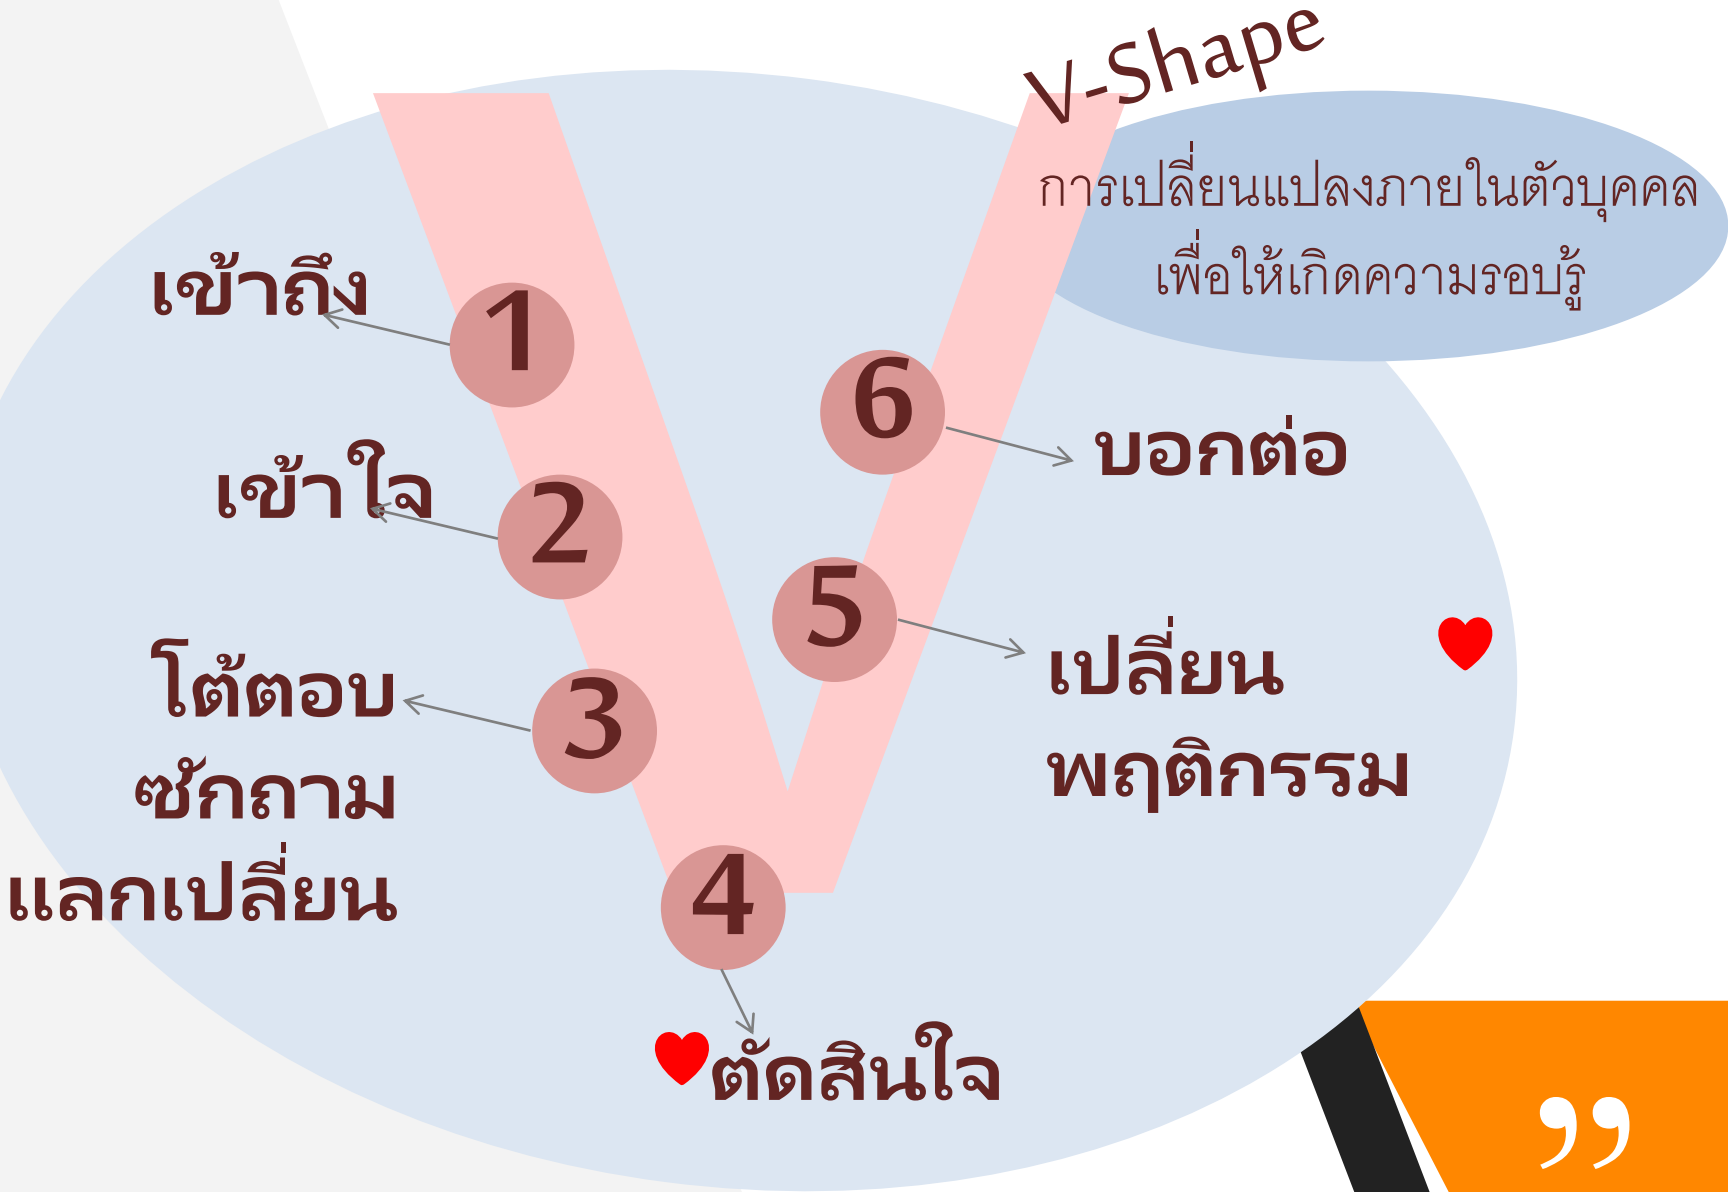 V-Shape
การเปลี่ยนแปลงภายในตัวบุคคล
เพื่อให้เกิดความรอบรู้
1
เข้าถึง
2
เข้าใจ
3
โต้ตอบ
ซักถาม
แลกเปลี่ยน
4
ตัดสินใจ
5
เปลี่ยน
พฤติกรรม
6
บอกต่อ
”